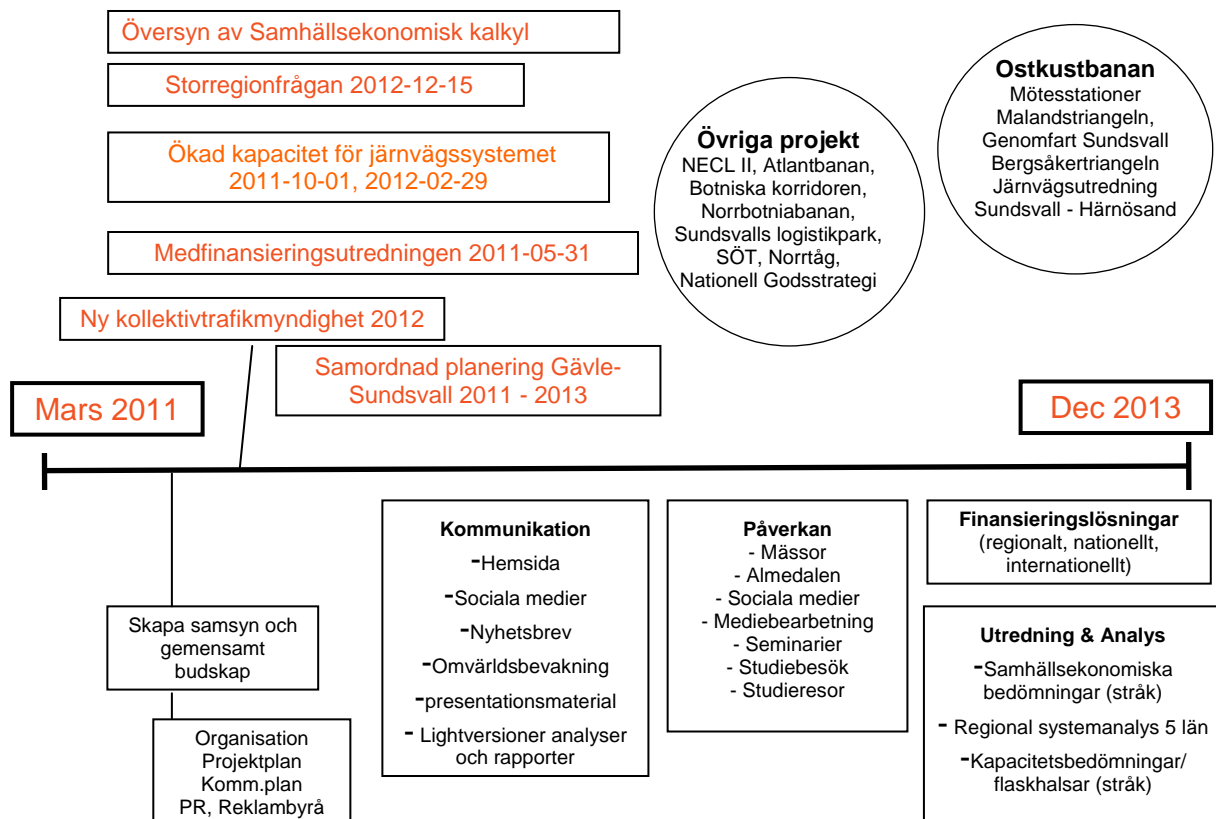 Översyn av Samhällsekonomisk kalkyl
Storregionfrågan 2012-12-15
Ökad kapacitet för järnvägssystemet
2011-10-01, 2012-02-29
Medfinansieringsutredningen 2011-05-31
Ny kollektivtrafikmyndighet 2012
Samordnad planering Gävle-
Sundsvall 2011 - 2013
Övriga projekt
NECL II, Atlantbanan,
Botniska korridoren,
Norrbotniabanan,
Sundsvalls logistikpark,
SÖT, Norrtåg,
Nationell Godsstrategi
Ostkustbanan
Mötesstationer
Malandstriangeln,
Genomfart Sundsvall
Bergsåkertriangeln
Järnvägsutredning
Sundsvall - Härnösand
Mars 2011
Dec 2013
Skapa samsyn och
gemensamt
budskap
Organisation
Projektplan
Komm.plan
PR, Reklambyrå
Kommunikation
-Hemsida
-Sociala medier
-Nyhetsbrev
-Omvärldsbevakning
-presentationsmaterial
- Lightversioner analyser
och rapporter
Påverkan
- Mässor
- Almedalen
- Sociala medier
- Mediebearbetning
- Seminarier
- Studiebesök
- Studieresor
Finansieringslösningar
(regionalt, nationellt,
internationellt)
Utredning & Analys
-Samhällsekonomiska
bedömningar (stråk)
- Regional systemanalys 5 län
-Kapacitetsbedömningar/
flaskhalsar (stråk)